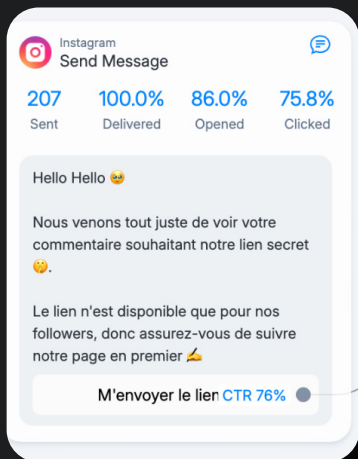 Instagram
Send Message
207 100.0% 86.0% 75.8%
Sent Delivered Opened Clicked
Hello Hello 🥹
Nous venons tout juste de voir votre
commentaire souhaitant notre lien secret
🤫.
Le lien n'est disponible que pour nos
followers, donc assurez-vous de suivre
notre page en premier ✍️
M'envoyer le lien CTR 76%